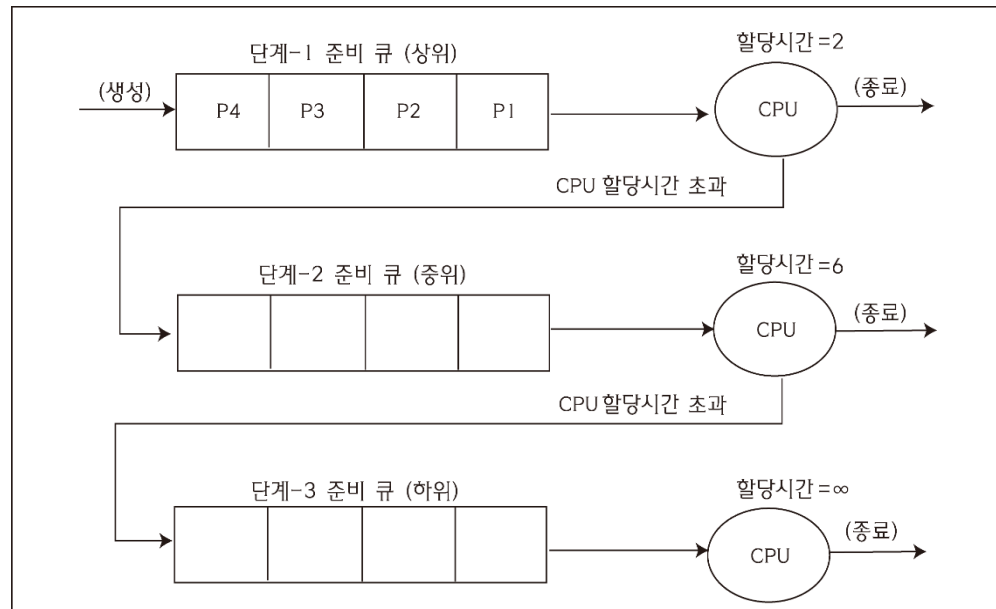 단계-1 준비 큐 (상위)
할당시간=2
(생성)
P4 P3 P2 P1
CPU
(종료)
CPU 할당시간 초과
단계-2 준비 큐 (중위)
할당시간=6
CPU
(종료)
CPU 할당시간 초과
단계-3 준비 큐 (하위)
할당시간=∞
CPU
(종료)